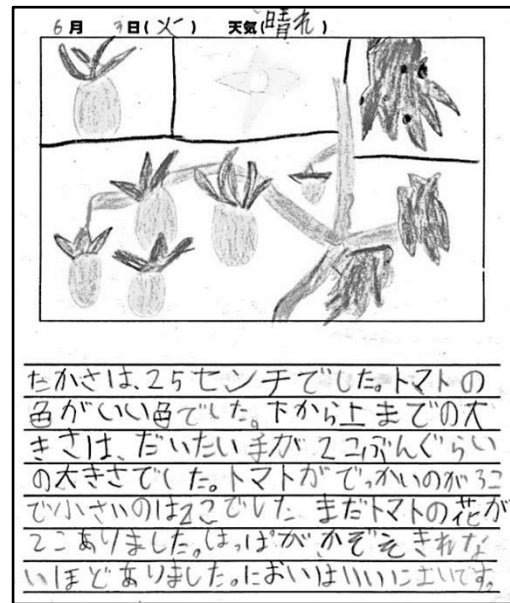 6月 3日(火) 天気(晴れ)
たかさは、25センチでした。トマトの
色がいい色でした。下から上までの大
きさは、だいたい手が2こぶんぐらい
の大きさでした。トマトがでっかいのが3こ
で小さいのは2こでした まだトマトの花が
2こありました。はっぱがかぞえきれな
いほどありました。においはいいにおいです。